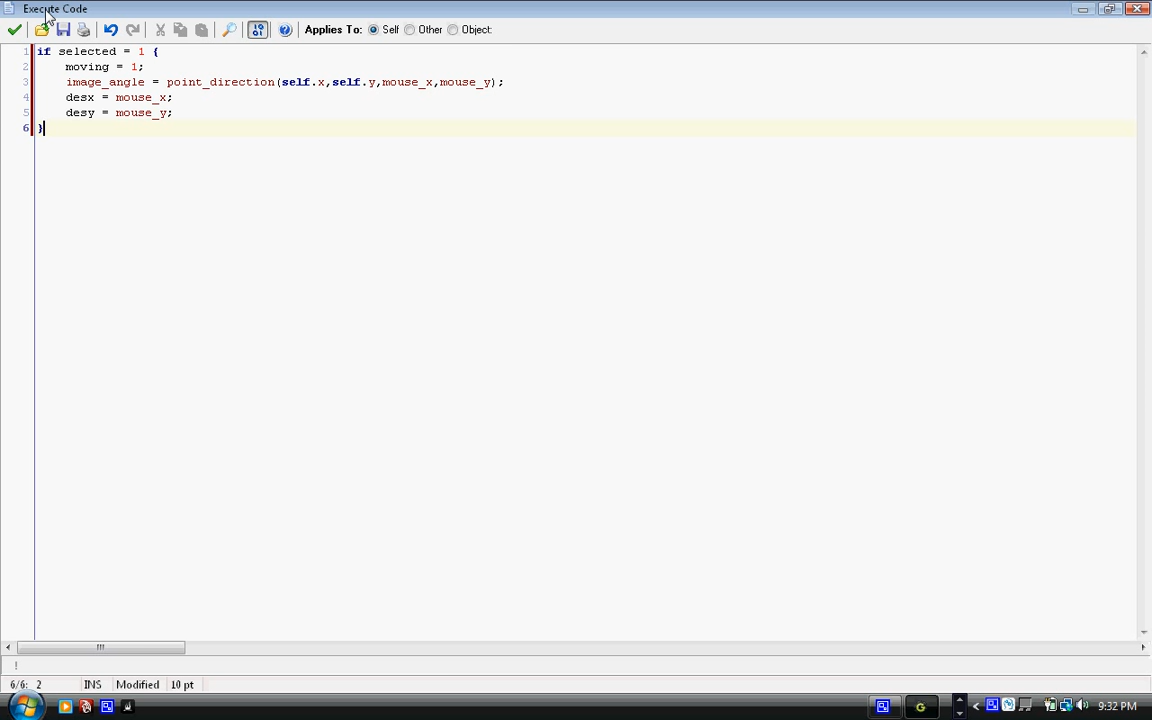 Execute Code
Applies To: Self Other Object:
1 if selected = 1 {
2 moving = 1;
3 image_angle = point_direction(self.x,self.y,mouse_x,mouse_y);
4 desx = mouse_x;
5 desy = mouse_y;
6 }
!
6/6: 2 INS Modified 10 pt
9:32 PM